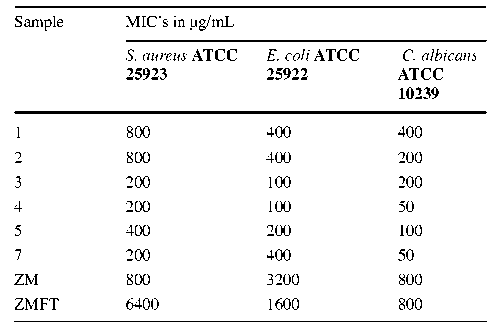 Sample MIC's in µg/mL
S. aureus ATCC E. coli ATCC C. albicans
25923 25922 ATCC
10239
1 800 400 400
2 800 400 200
3 200 100 200
4 200 100 50
5 400 200 100
7 200 400 50
ZM 800 3200 800
ZMFT 6400 1600 800